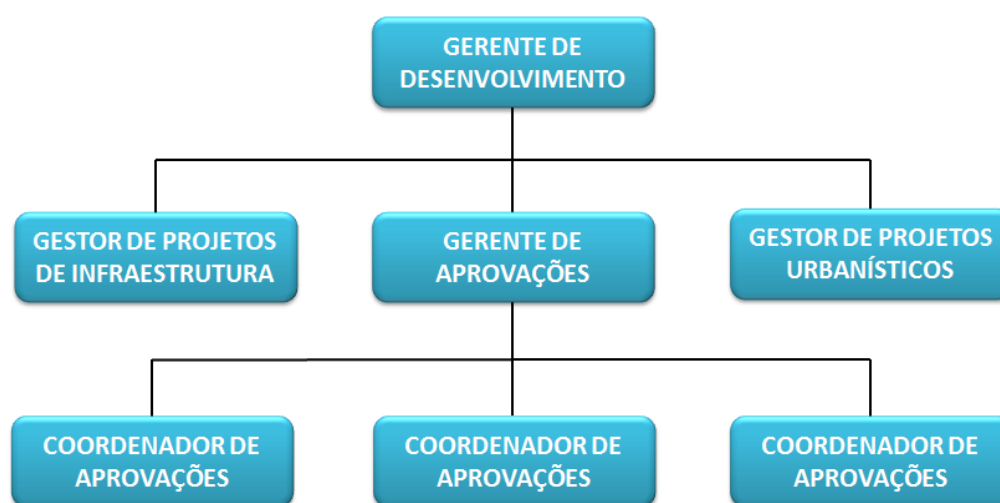 GERENTE DE
DESENVOLVIMENTO
GESTOR DE PROJETOS
DE INFRAESTRUTURA
GERENTE DE
APROVAÇÕES
GESTOR DE PROJETOS
URBANÍSTICOS
COORDENADOR DE
APROVAÇÕES
COORDENADOR DE
APROVAÇÕES
COORDENADOR DE
APROVAÇÕES